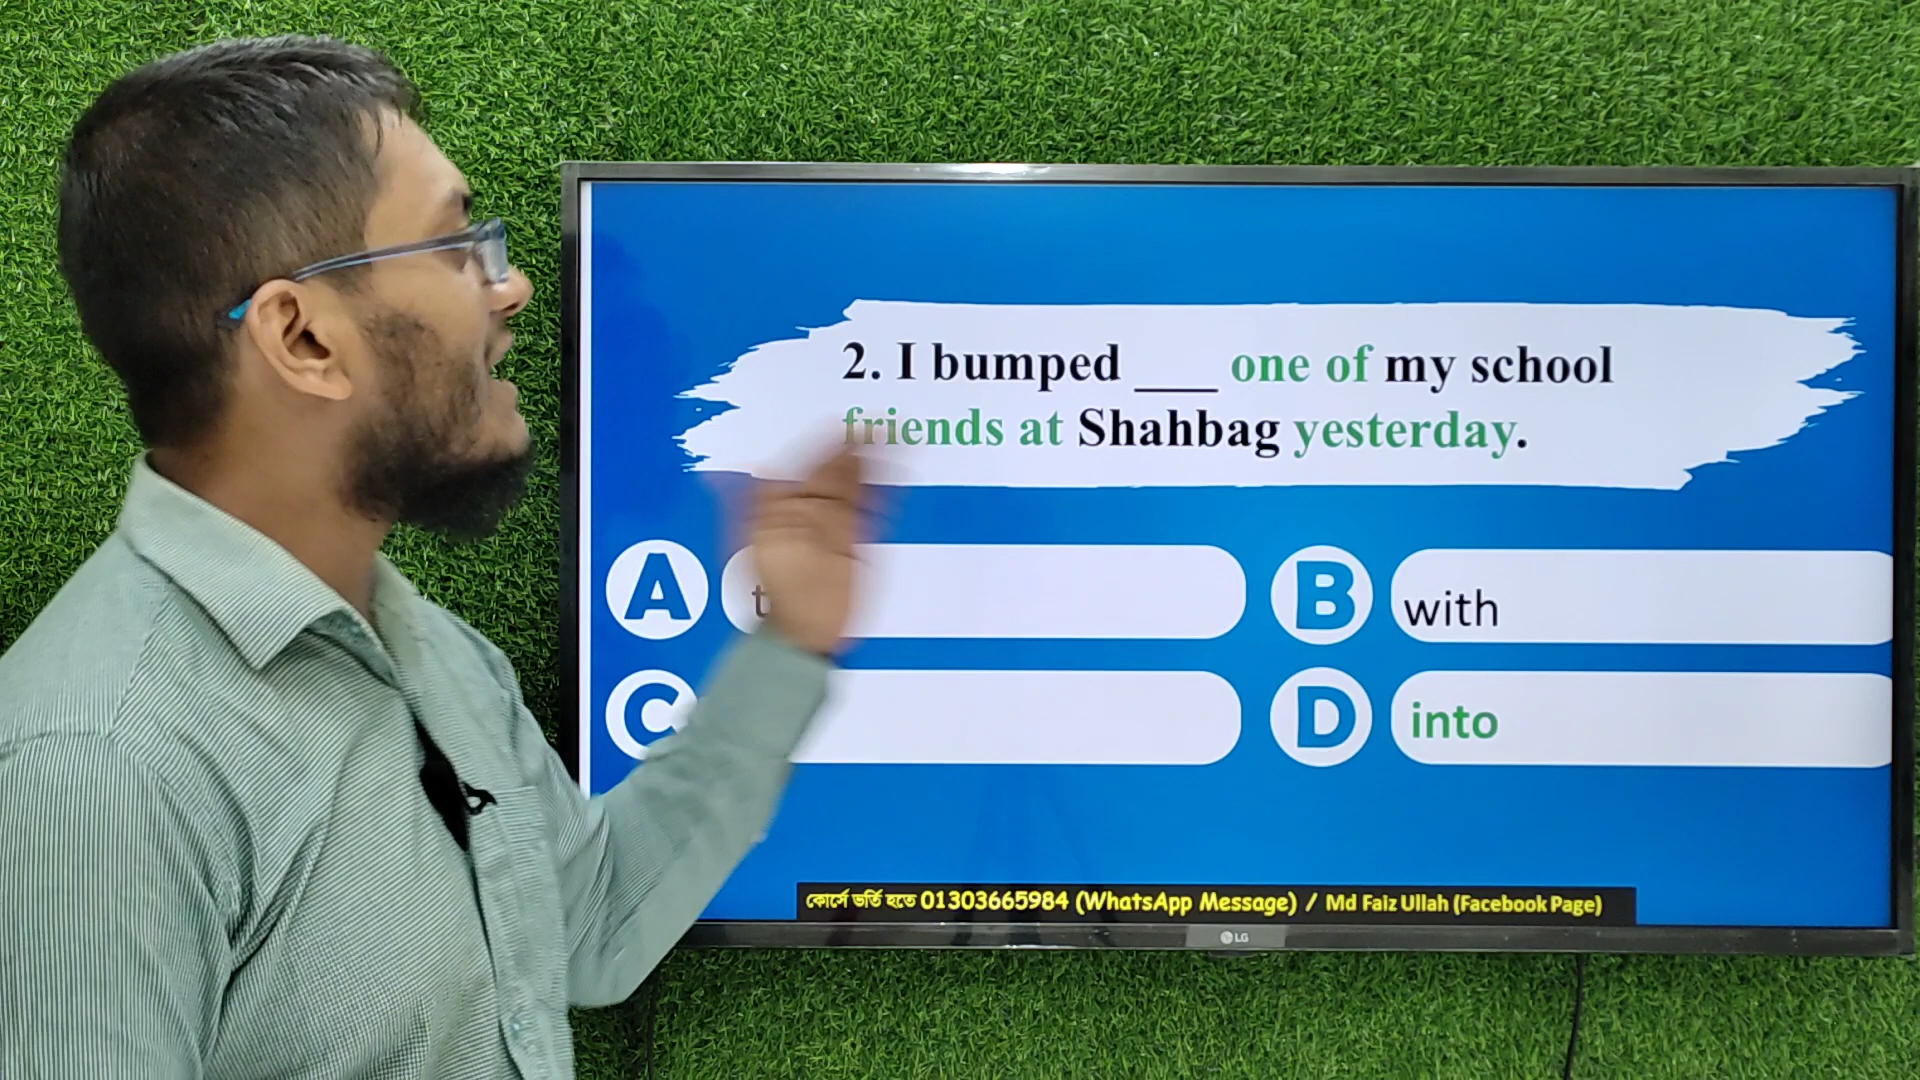 2. I bumped ___ one of my school
friends at Shahbag yesterday.
A
B with
C
D into
কোর্সে ভর্তি হতে 01303665984 (WhatsApp Message) / Md Faiz Ullah (Facebook Page)
LG